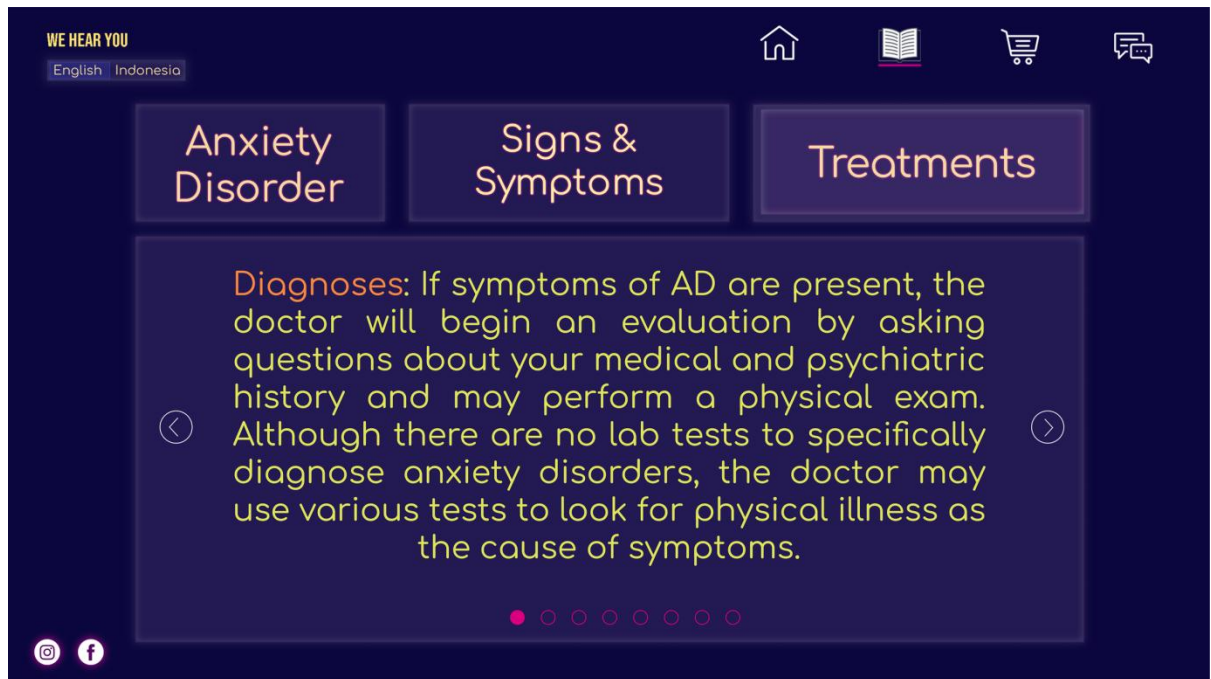 WE HEAR YOU
English Indonesia
Anxiety
Disorder
Signs &
Symptoms
Treatments
Diagnoses: If symptoms of AD are present, the
doctor will begin an evaluation by asking
questions about your medical and psychiatric
history and may perform a physical exam.
Although there are no lab tests to specifically
diagnose anxiety disorders, the doctor may
use various tests to look for physical illness as
the cause of symptoms.